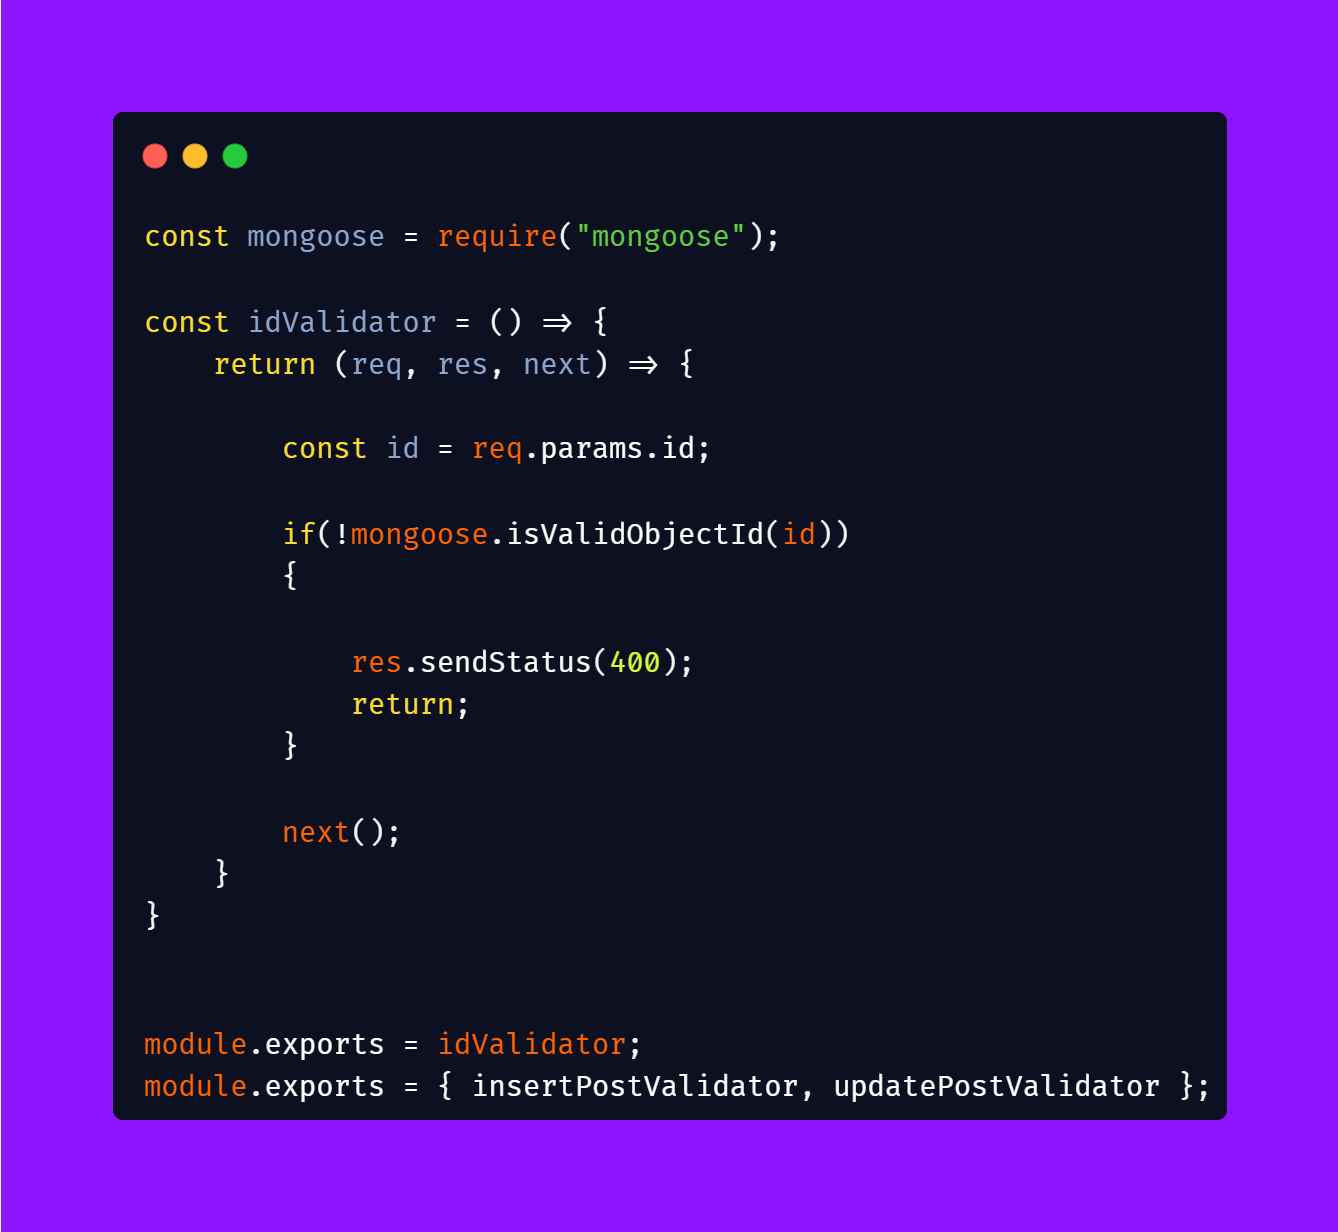 const mongoose = require("mongoose");
const idValidator = () => {
return (req, res, next) => {
const id = req.params.id;
if(!mongoose.isValidObjectId(id))
{
res.sendStatus(400);
return;
}
next();
}
}
module.exports = idValidator;
module.exports = { insertPostValidator, updatePostValidator };